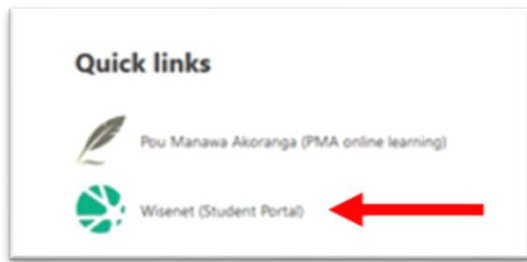 Quick links
Pou Manawa Akoranga (PMA online learning)
Wisenet (Student Portal)